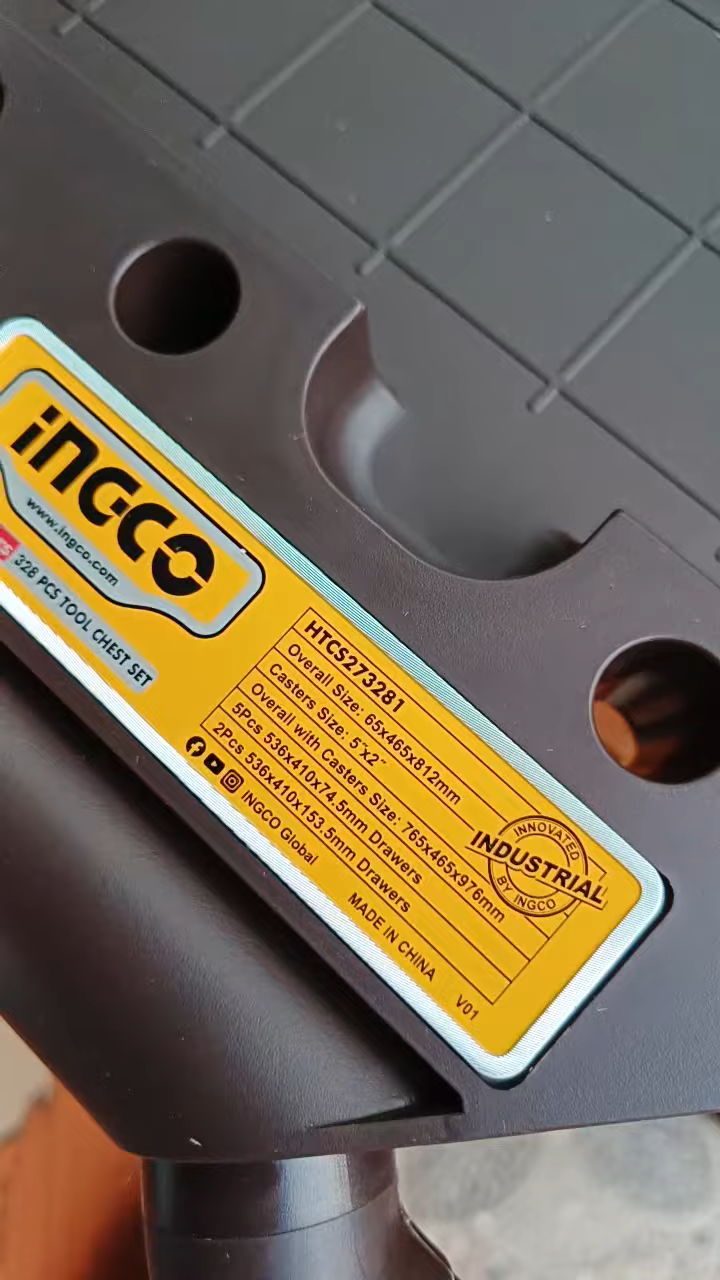 INGCO
www.ingco.com
328 PCS TOOL CHEST SET
HTCS273281
Overall Size: 65x465x812mm
Casters Size: 5"x2"
Overall with Casters Size: 765x465x976mm
5Pcs 536x410x74.5mm Drawers
2Pcs 536x410x153.5mm Drawers
INGCO Global
INNOVATED
INDUSTRIAL
BY INGCO
MADE IN CHINA
V01